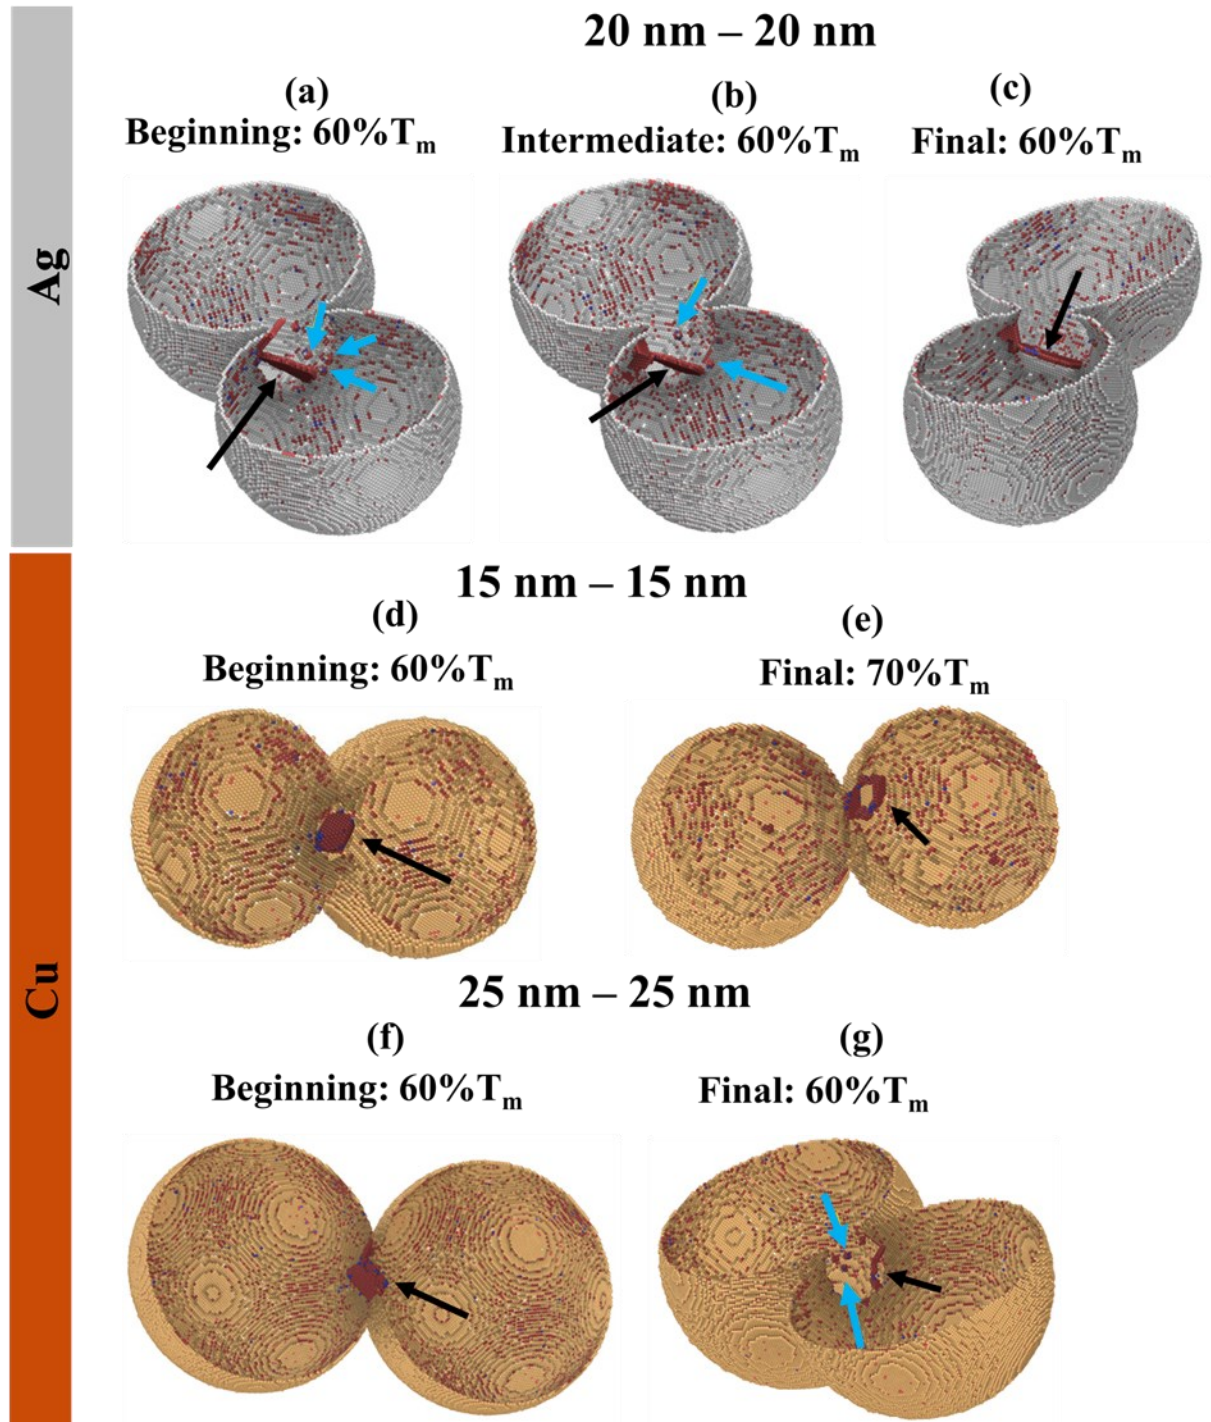 Ag
20 nm – 20 nm
(a)
Beginning: 60%Tm
(b)
Intermediate: 60%Tm
(c)
Final: 60%Tm
Cu
15 nm – 15 nm
(d)
Beginning: 60%Tm
(e)
Final: 70%Tm
25 nm – 25 nm
(f)
Beginning: 60%Tm
(g)
Final: 60%Tm